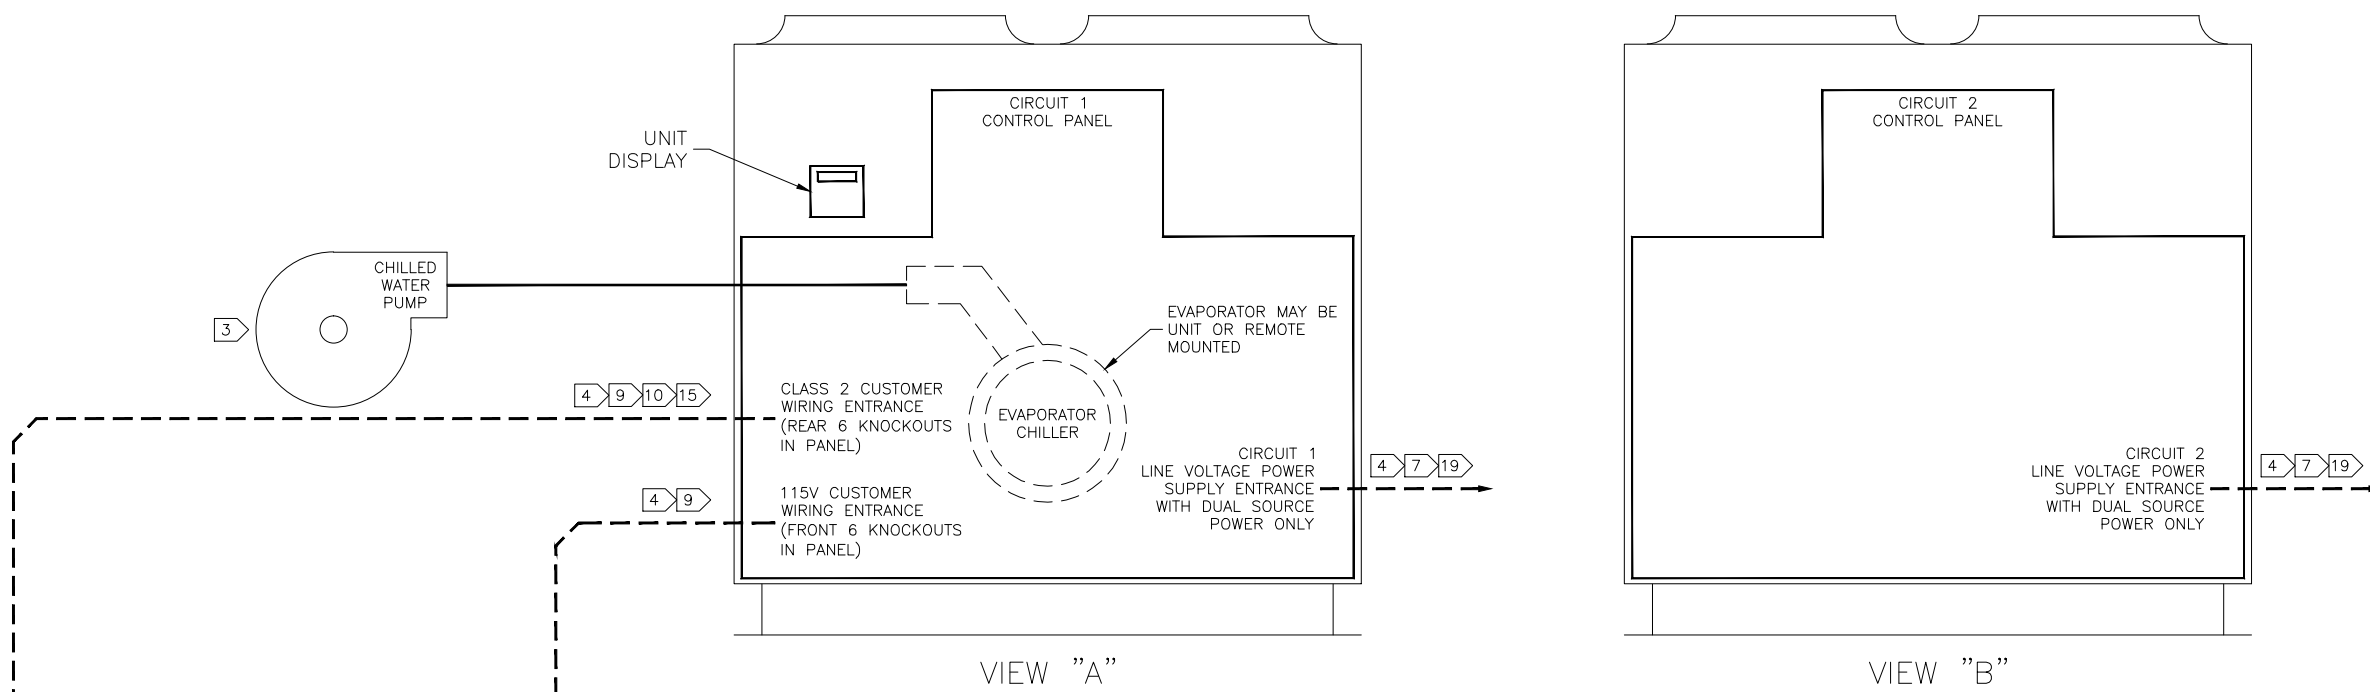 CIRCUIT 1
CONTROL PANEL
CIRCUIT 2
CONTROL PANEL
UNIT
DISPLAY
CHILLED
WATER
PUMP
3
EVAPORATOR MAY BE
UNIT OR REMOTE
MOUNTED
4 9 10 15
CLASS 2 CUSTOMER
WIRING ENTRANCE
(REAR 6 KNOCKOUTS
IN PANEL)
EVAPORATOR
CHILLER
4 9
115V CUSTOMER
WIRING ENTRANCE
(FRONT 6 KNOCKOUTS
IN PANEL)
CIRCUIT 1
LINE VOLTAGE POWER
SUPPLY ENTRANCE
WITH DUAL SOURCE
POWER ONLY
4 7 19
CIRCUIT 2
LINE VOLTAGE POWER
SUPPLY ENTRANCE
WITH DUAL SOURCE
POWER ONLY
4 7 19
VIEW "A"
VIEW "B"